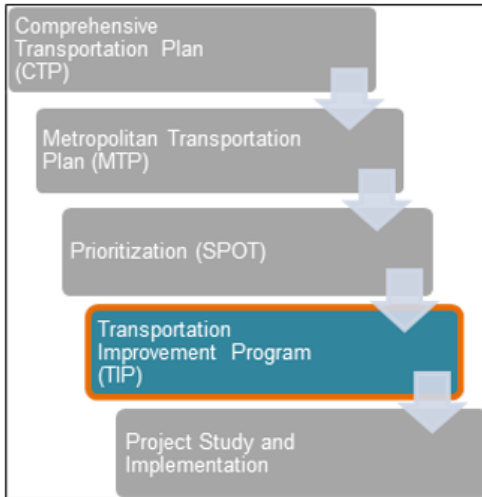 Comprehensive
Transportation Plan
(CTP)
Metropolitan Transportation
Plan (MTP)
Prioritization (SPOT)
Transportation
Improvement Program
(TIP)
Project Study and
Implementation